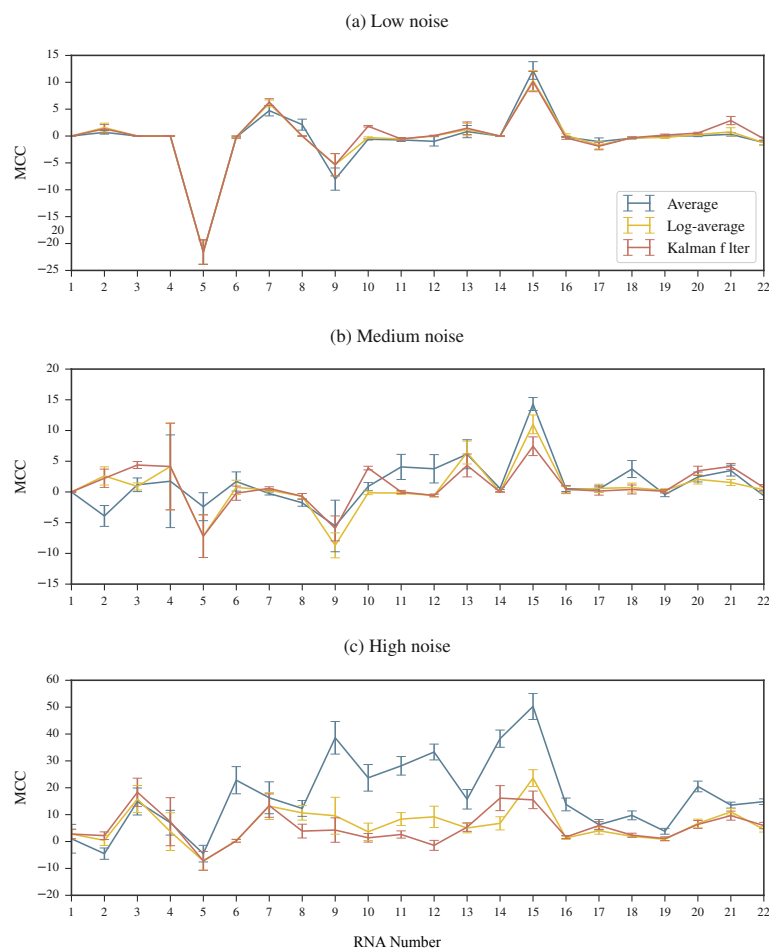 (a) Low noise
15
10
5
0
−5
−10
−15
20
−20
−25
MCC
Average
Log-average
Kalman f lter
1 2 3 4 5 6 7 8 9 10 11 12 13 14 15 16 17 18 19 20 21 22
(b) Medium noise
20
15
10
5
0
−5
−10
−15
MCC
1 2 3 4 5 6 7 8 9 10 11 12 13 14 15 16 17 18 19 20 21 22
(c) High noise
60
50
40
30
20
10
0
−10
−20
MCC
1 2 3 4 5 6 7 8 9 10 11 12 13 14 15 16 17 18 19 20 21 22
RNA Number